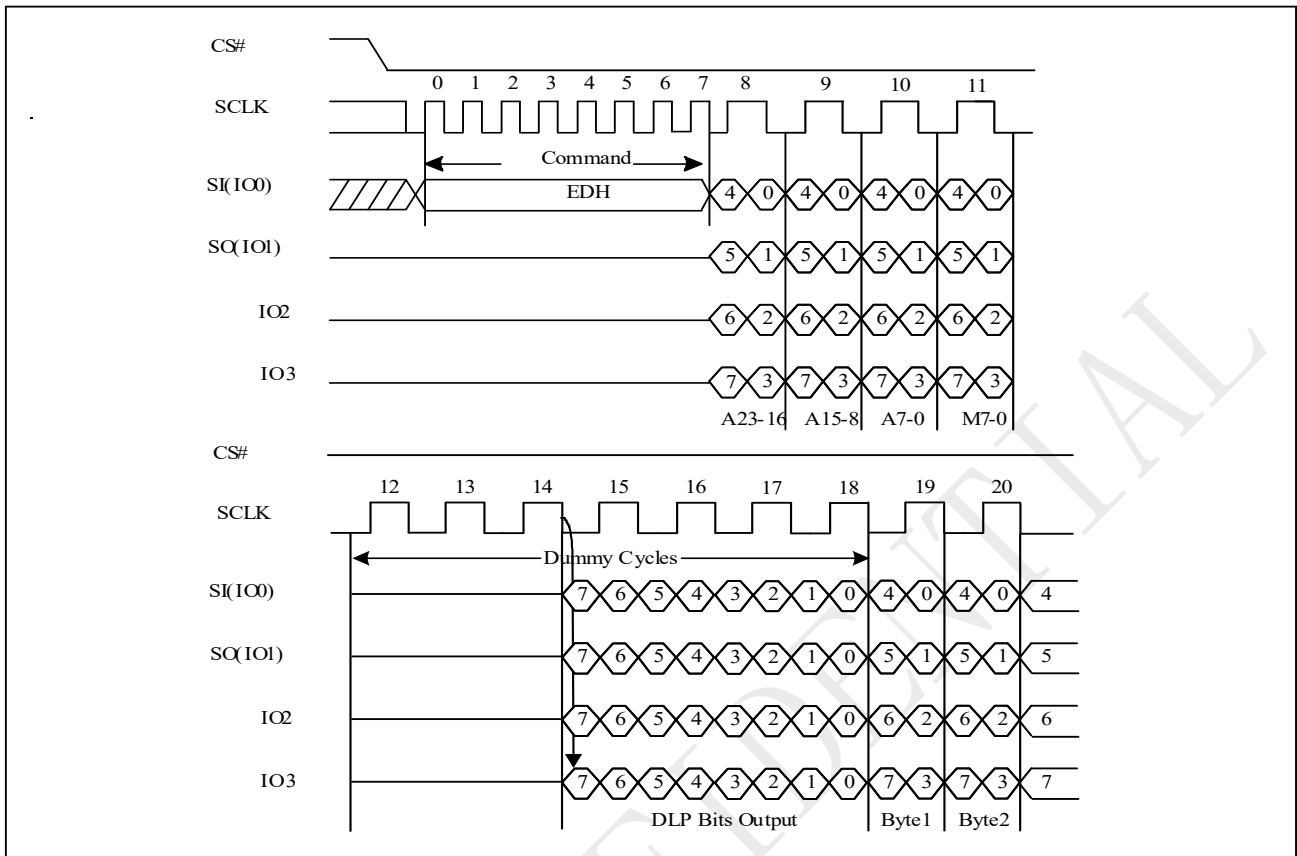 CS#
0 1 2 3 4 5 6 7 8 9 10 11
SCLK
Command
SI(IO0) EDH 4 0 4 0 4 0 4 0
SO(IO1) 5 1 5 1 5 1 5 1
IO2 6 2 6 2 6 2 6 2
IO3 7 3 7 3 7 3 7 3
A23-16 A15-8 A7-0 M7-0
CS#
12 13 14 15 16 17 18 19 20
SCLK
Dummy Cycles
SI(IO0) 7 6 5 4 3 2 1 0 4 0 4 0 4
SO(IO1) 7 6 5 4 3 2 1 0 5 1 5 1 5
IO2 7 6 5 4 3 2 1 0 6 2 6 2 6
IO3 7 6 5 4 3 2 1 0 7 3 7 3 7
DLP Bits Output Byte1 Byte2